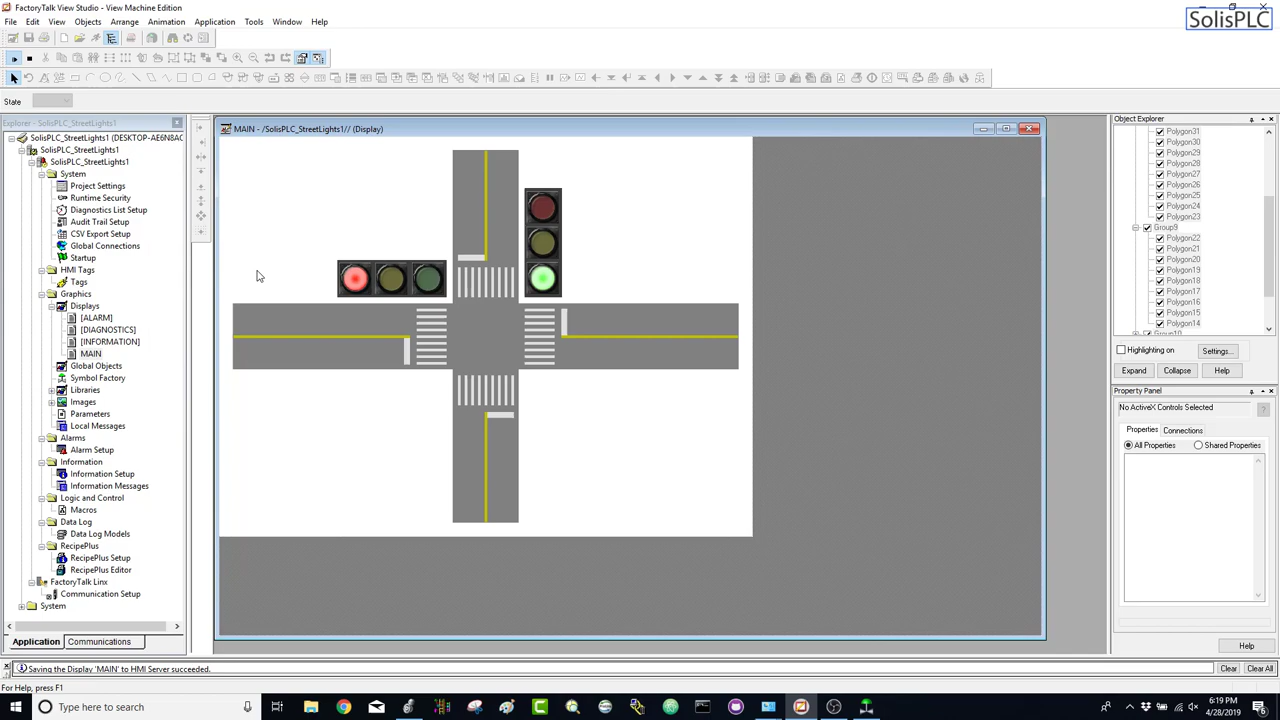 FactoryTalk View Studio - View Machine Edition
SolisPLC
File Edit View Objects Arrange Animation Application Tools Window Help
State
Explorer - SolisPLC_StreetLights1
SolisPLC_StreetLights1 (DESKTOP-AE6N8AC
SolisPLC_StreetLights1
SolisPLC_StreetLights1
System
Project Settings
Runtime Security
Diagnostics List Setup
Audit Trail Setup
CSV Export Setup
Global Connections
Startup
HMI Tags
Tags
Graphics
Displays
[ALARM]
[DIAGNOSTICS]
[INFORMATION]
MAIN
Global Objects
Symbol Factory
Libraries
Images
Parameters
Local Messages
Alarms
Alarm Setup
Information
Information Setup
Information Messages
Logic and Control
Macros
Data Log
Data Log Models
RecipePlus
RecipePlus Setup
RecipePlus Editor
FactoryTalk Linx
Communication Setup
System
Application Communications
MAIN - /SolisPLC_StreetLights1// (Display)
Object Explorer
Polygon31
Polygon30
Polygon29
Polygon28
Polygon27
Polygon26
Polygon25
Polygon24
Polygon23
Group9
Polygon22
Polygon21
Polygon20
Polygon19
Polygon18
Polygon17
Polygon16
Polygon15
Polygon14
Group10
Highlighting on Settings...
Expand Collapse Help
Property Panel
No ActiveX Controls Selected ?
Properties Connections
All Properties Shared Properties
Help
Saving the Display 'MAIN' to HMI Server succeeded.
Clear Clear All
For Help, press F1
Type here to search
6:19 PM
4/28/2019